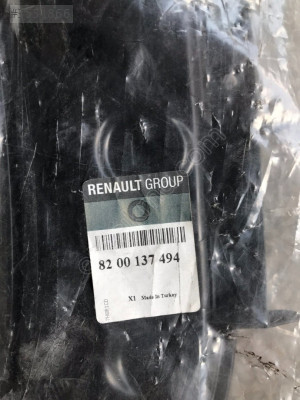 RENAULT GROUP
82 00 137 494
X1 Made In Turkey